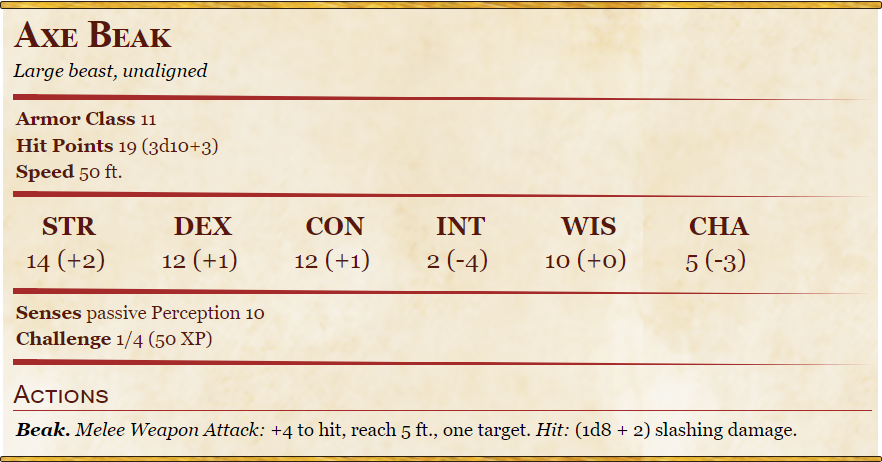 Axe Beak
Large beast, unaligned
Armor Class 11
Hit Points 19 (3d10+3)
Speed 50 ft.
STR DEX CON INT WIS CHA
14 (+2) 12 (+1) 12 (+1) 2 (-4) 10 (+0) 5 (-3)
Senses passive Perception 10
Challenge 1/4 (50 XP)
Actions
Beak. Melee Weapon Attack: +4 to hit, reach 5 ft., one target. Hit: (1d8 + 2) slashing damage.